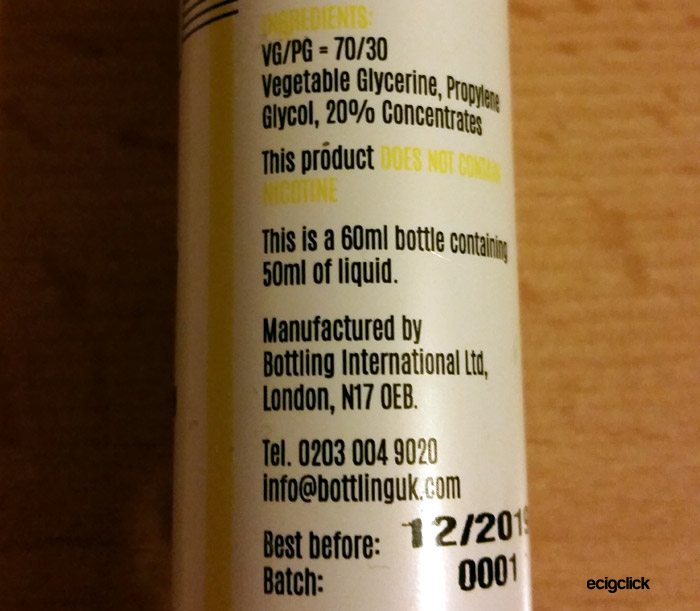 INGREDIENTS:
VG/PG = 70/30
Vegetable Glycerine, Propylene
Glycol, 20% Concentrates
This product DOES NOT CONTAIN
NICOTINE
This is a 60ml bottle containing
50ml of liquid.
Manufactured by
Bottling International Ltd,
London, N17 0EB.
Tel. 0203 004 9020
info@bottlinguk.com
Best before: 12/2019
Batch: 0001
ecigclick